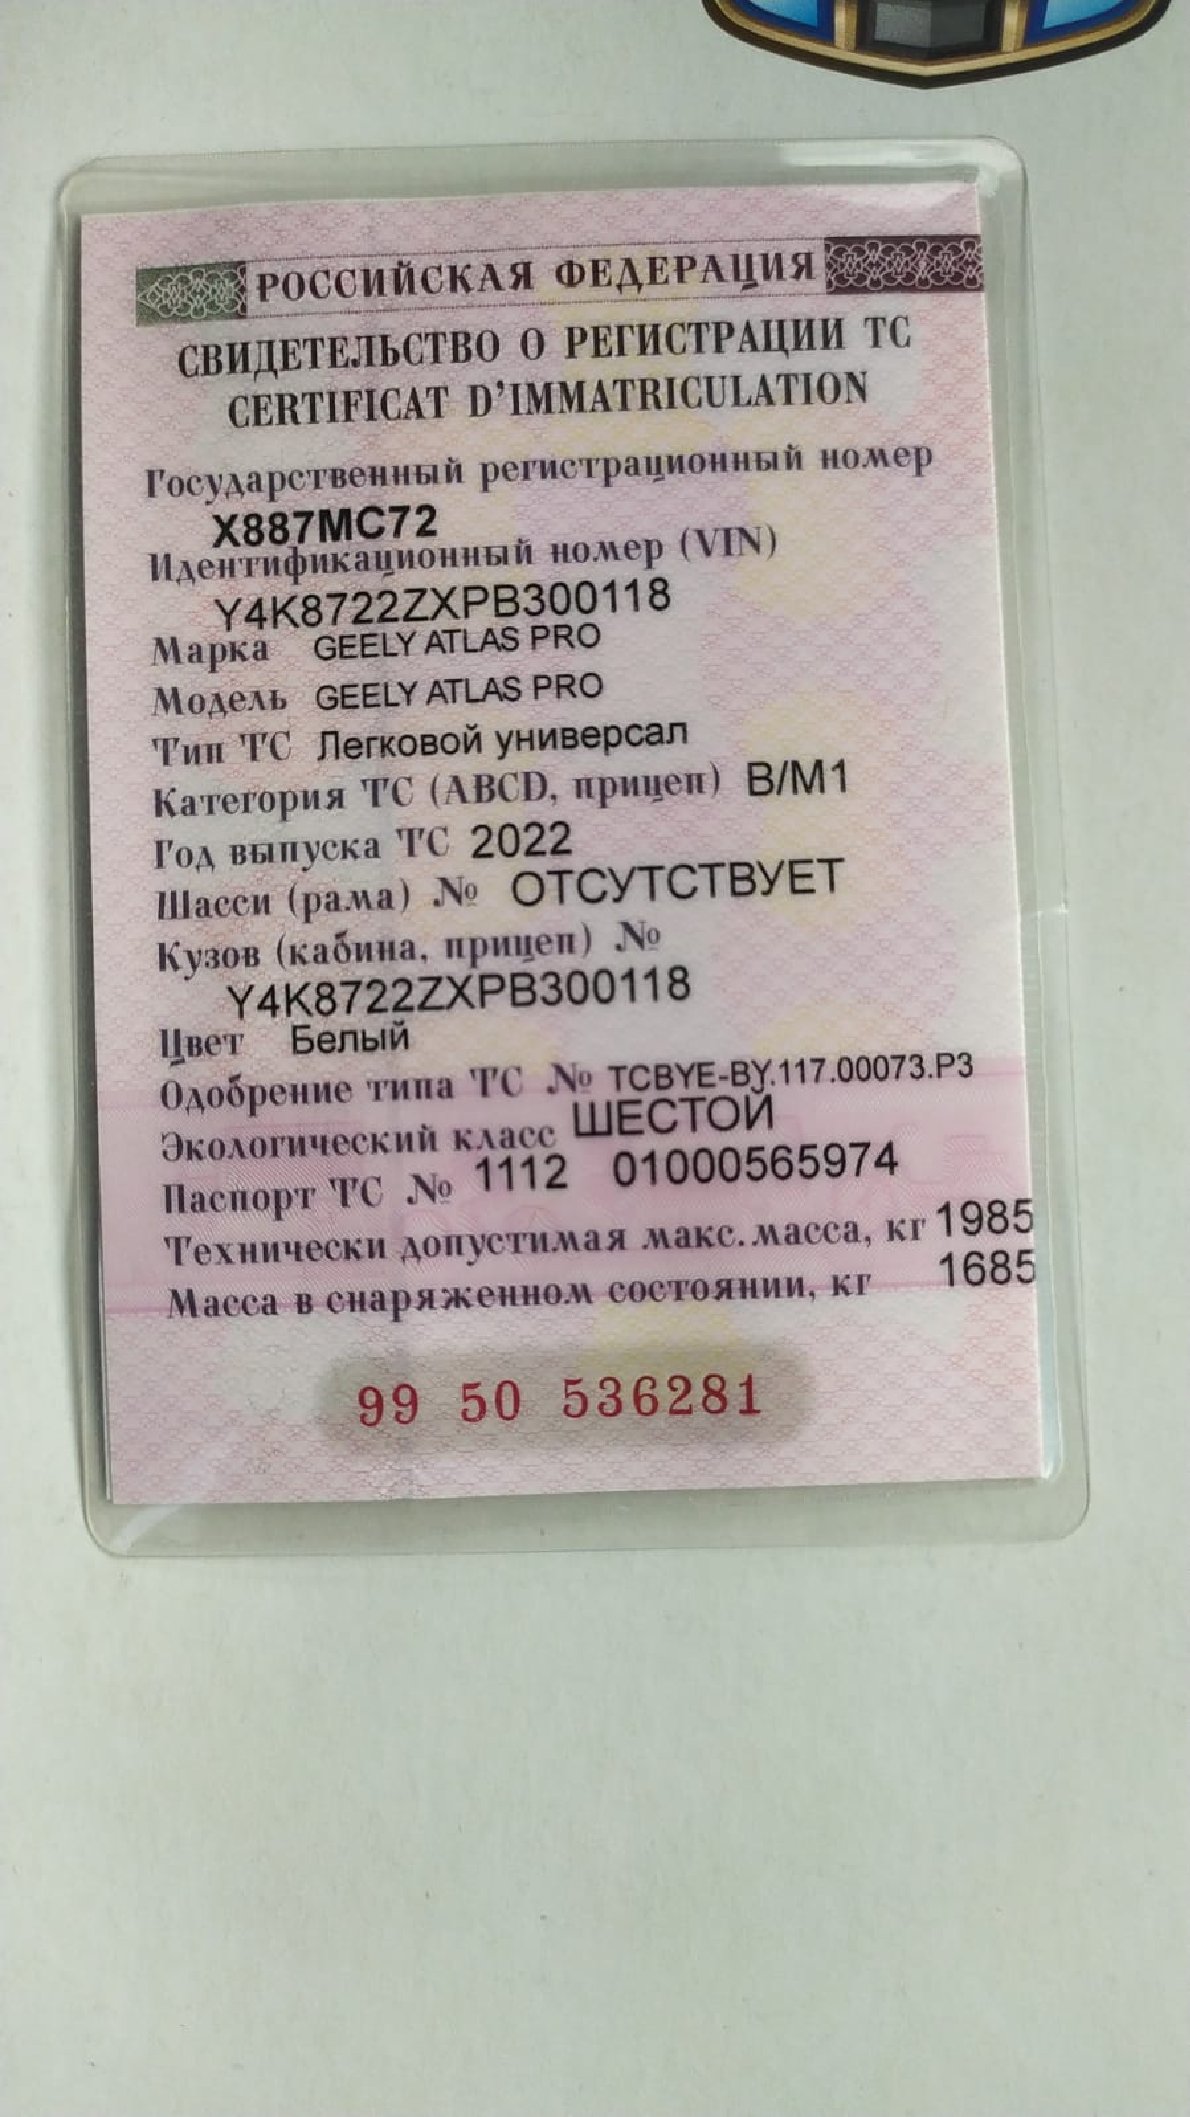 РОССИЙСКАЯ ФЕДЕРАЦИЯ
СВИДЕТЕЛЬСТВО О РЕГИСТРАЦИИ ТС
CERTIFICAT D'IMMATRICULATION
Государственный регистрационный номер
Х887МС72
Идентификационный номер (VIN)
Y4K8722ZXPB300118
Марка GEELY ATLAS PRO
Модель GEELY ATLAS PRO
Тип ТС Легковой универсал
Категория ТС (ABCD, прицеп) B/M1
Год выпуска ТС 2022
Шасси (рама) № ОТСУТСТВУЕТ
Кузов (кабина, прицеп) №
Y4K8722ZXPB300118
Цвет Белый
Одобрение типа ТС № ТСBYE-BY.117.00073.Р3
Экологический класс ШЕСТОЙ
Паспорт ТС № 1112 01000565974
Технически допустимая макс. масса, кг 1985
Масса в снаряженном состоянии, кг 1685
99 50 536281